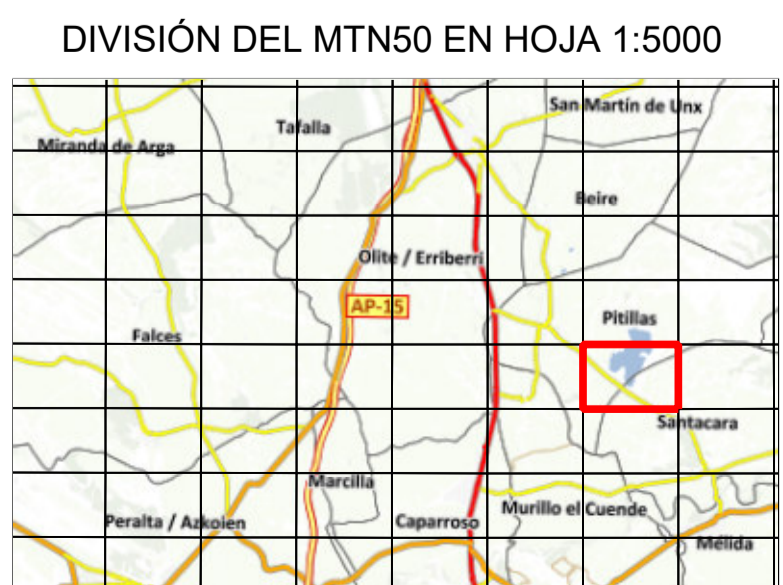 DIVISIÓN DEL MTN50 EN HOJA 1:5000
San Martín de Unx
Tafalla
Miranda de Arga
Beire
Olite / Erriberri
AP-15
Pitillas
Falces
Santacara
Marcilla
Murillo el Cuende
Peralta / Azkoien
Caparroso
Mélida